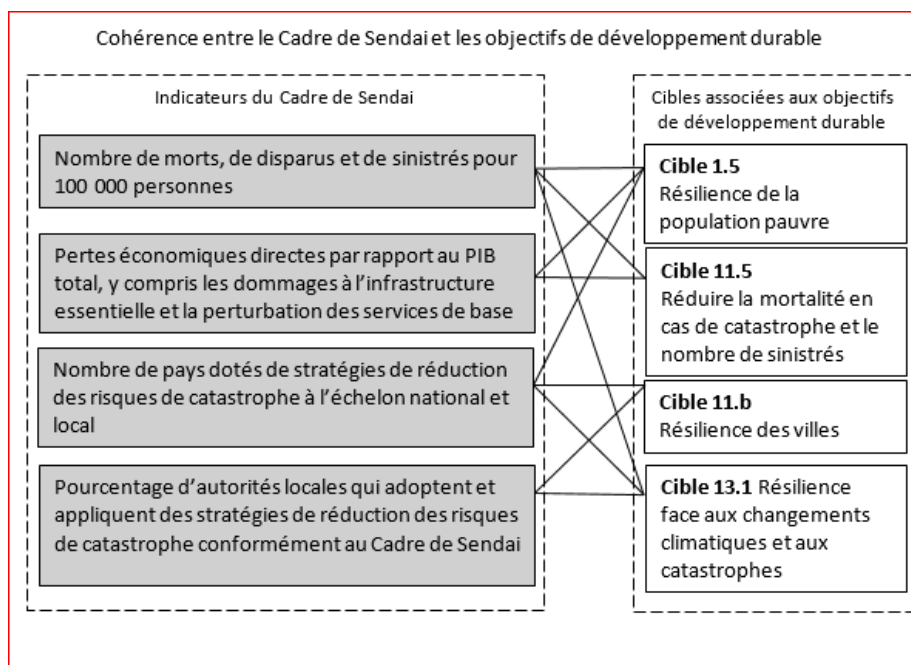 Cohérence entre le Cadre de Sendai et les objectifs de développement durable
Indicateurs du Cadre de Sendai
Nombre de morts, de disparus et de sinistrés pour
100 000 personnes
Pertes économiques directes par rapport au PIB
total, y compris les dommages à l'infrastructure
essentielle et la perturbation des services de base
Nombre de pays dotés de stratégies de réduction
des risques de catastrophe à l'échelon national et
local
Pourcentage d'autorités locales qui adoptent et
appliquent des stratégies de réduction des risques
de catastrophe conformément au Cadre de Sendai
Cibles associées aux objectifs
de développement durable
Cible 1.5
Résilience de la
population pauvre
Cible 11.5
Réduire la mortalité en
cas de catastrophe et le
nombre de sinistrés
Cible 11.b
Résilience des villes
Cible 13.1 Résilience
face aux changements
climatiques et aux
catastrophes